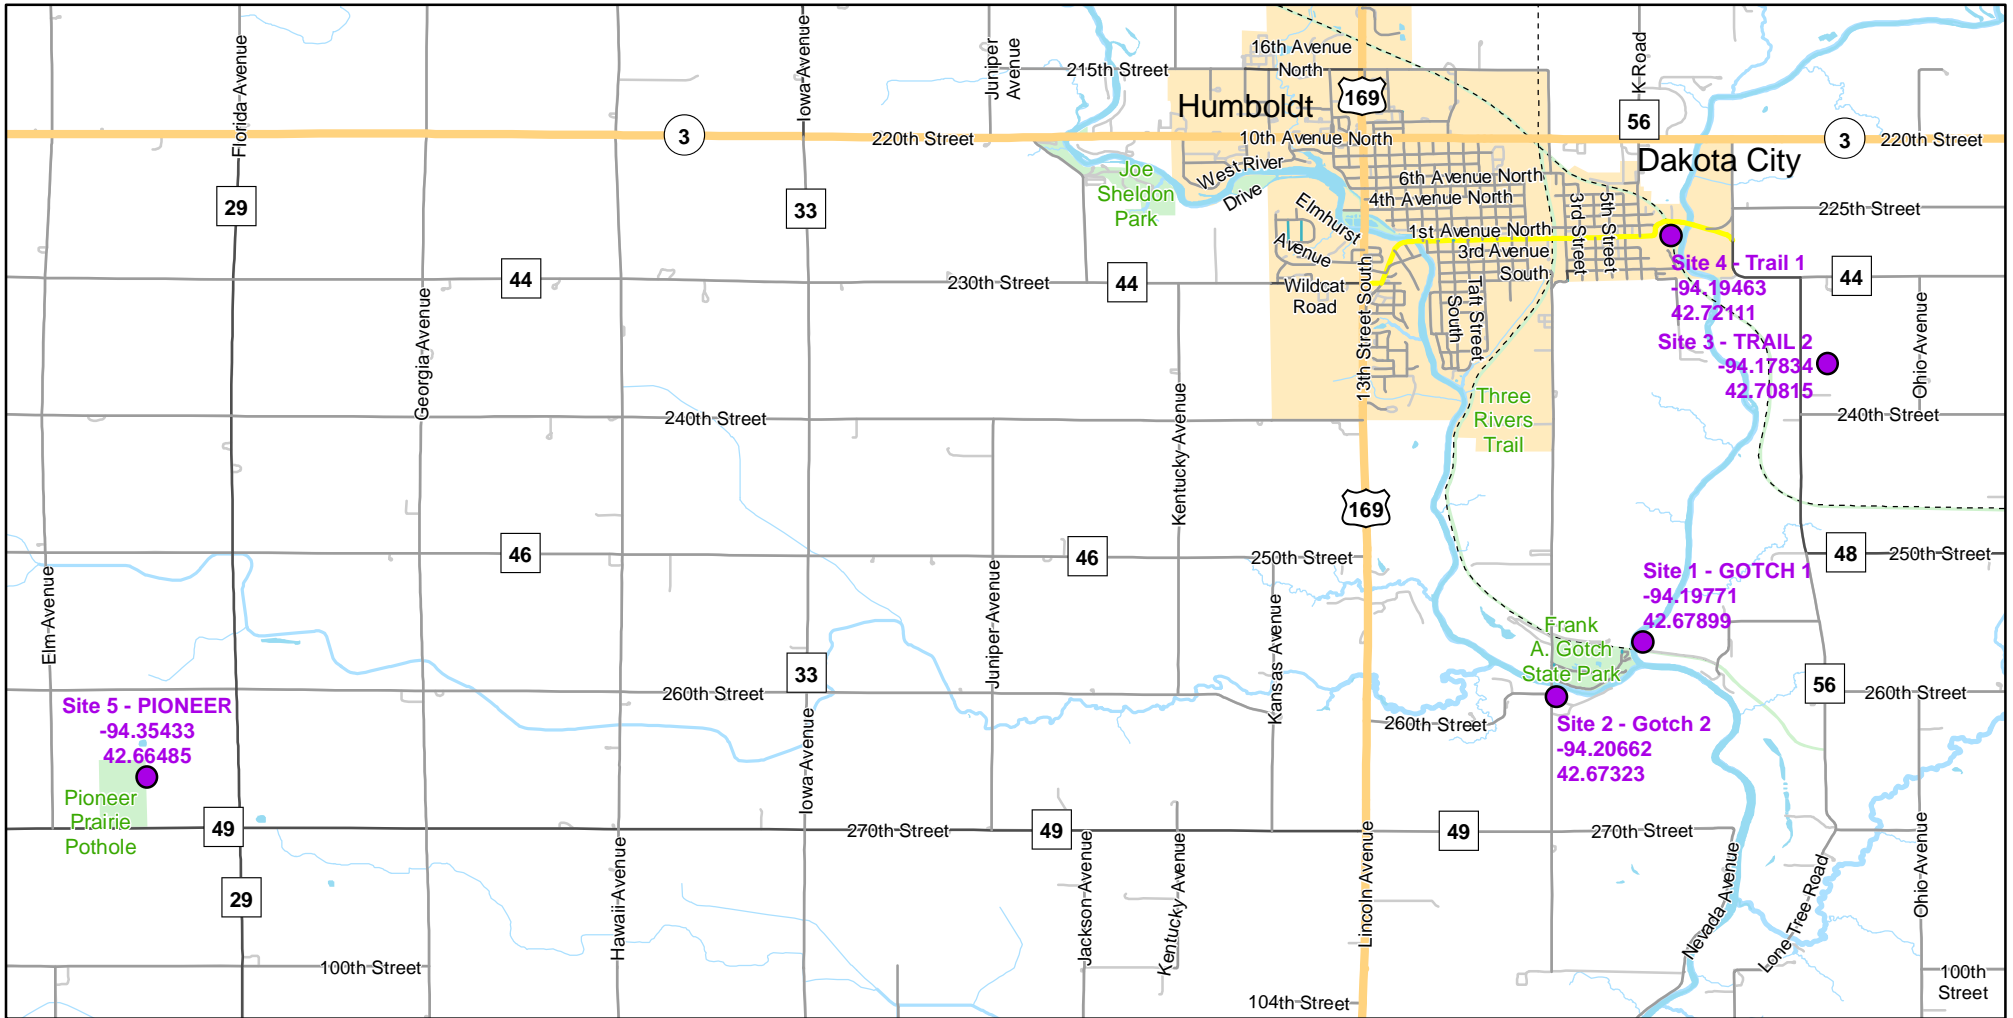 Florida Avenue
Iowa Avenue
Juniper
Avenue
215th Street
16th Avenue
North
Humboldt
169
K Road
56
3
220th Street
10th Avenue North
3
220th Street
Dakota City
Joe
Sheldon
Park
West River
Drive
6th Avenue North
4th Avenue North
Elmhurst
Avenue
1st Avenue North
3rd Avenue
South
3rd Street
5th Street
225th Street
29
33
44
230th Street
44
Wildcat
Road
13th Street South
Taft Street
South
Site 4 - Trail 1
-94.19463
42.72111
44
Georgia Avenue
Site 3 - TRAIL 2
-94.17834
42.70815
Ohio Avenue
240th Street
Kentucky Avenue
Three
Rivers
Trail
240th Street
169
46
46
250th Street
48
250th Street
Elm Avenue
Juniper Avenue
Kansas Avenue
Site 1 - GOTCH 1
-94.19771
42.67899
Frank
A. Gotch
State Park
33
260th Street
56
260th Street
Site 5 - PIONEER
-94.35433
42.66485
260th Street
Site 2 - Gotch 2
-94.20662
42.67323
Iowa Avenue
Pioneer
Prairie
Pothole
49
270th Street
49
49
270th Street
29
Hawaii Avenue
Jackson Avenue
Kentucky Avenue
Lincoln Avenue
Nevada Avenue
Lone Tree Road
Ohio Avenue
100th Street
104th Street
100th
Street